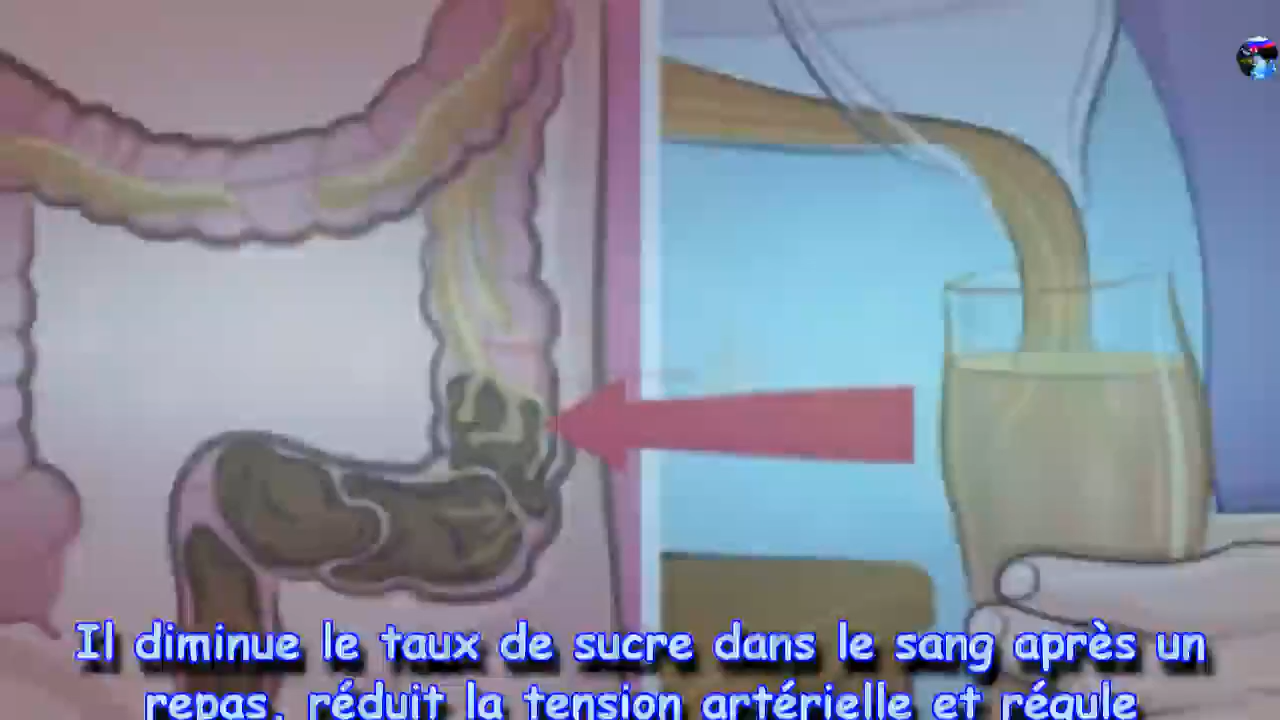 Il diminue le taux de sucre dans le sang après un
repas, réduit la tension artérielle et régule